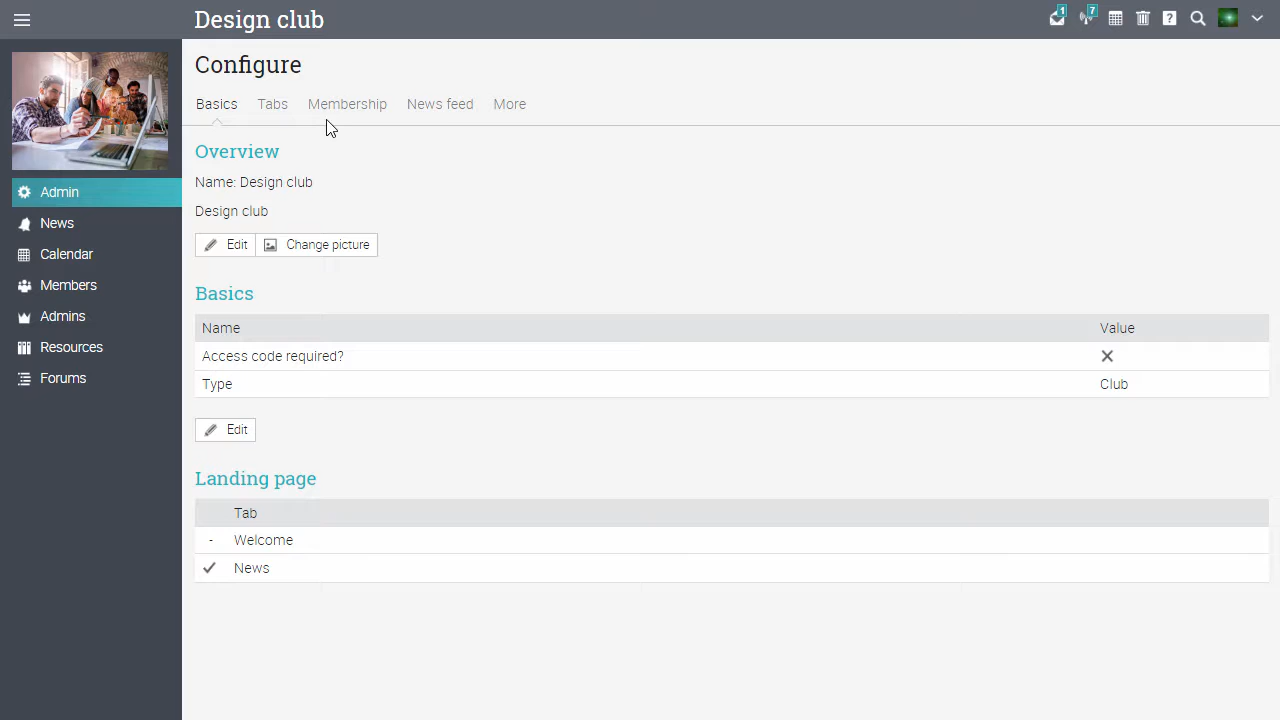 Design club
1
7
?
Configure
Basics
Tabs
Membership
News feed
More
Admin
News
Calendar
Members
Admins
Resources
Forums
Overview
Name: Design club
Design club
Edit
Change picture
Basics
Name Value
Access code required?
Type Club
Edit
Landing page
Tab
- Welcome
News